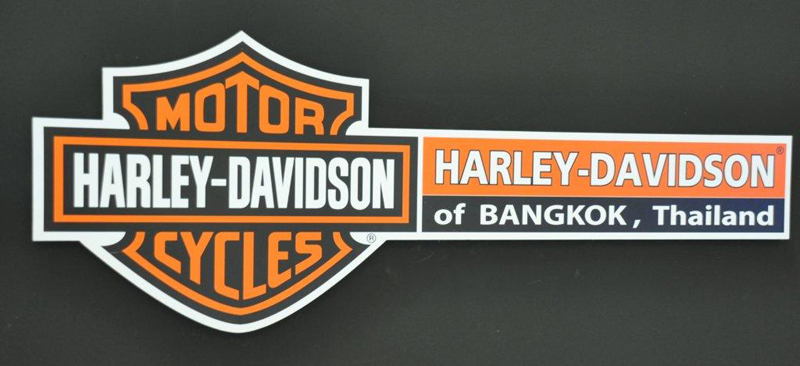 MOTOR
HARLEY-DAVIDSON
CYCLES
®
HARLEY-DAVIDSON®
of BANGKOK, Thailand